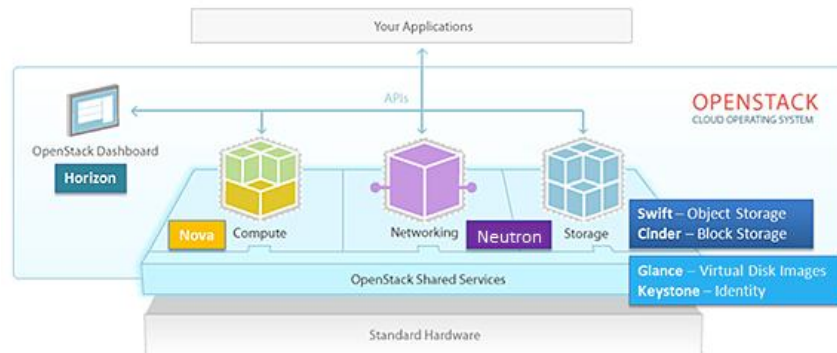 Your Applications
APIs
OPENSTACK
CLOUD OPERATING SYSTEM
OpenStack Dashboard
Horizon
Nova
Compute
Networking
Neutron
Storage
Swift – Object Storage
Cinder – Block Storage
OpenStack Shared Services
Glance – Virtual Disk Images
Keystone – Identity
Standard Hardware